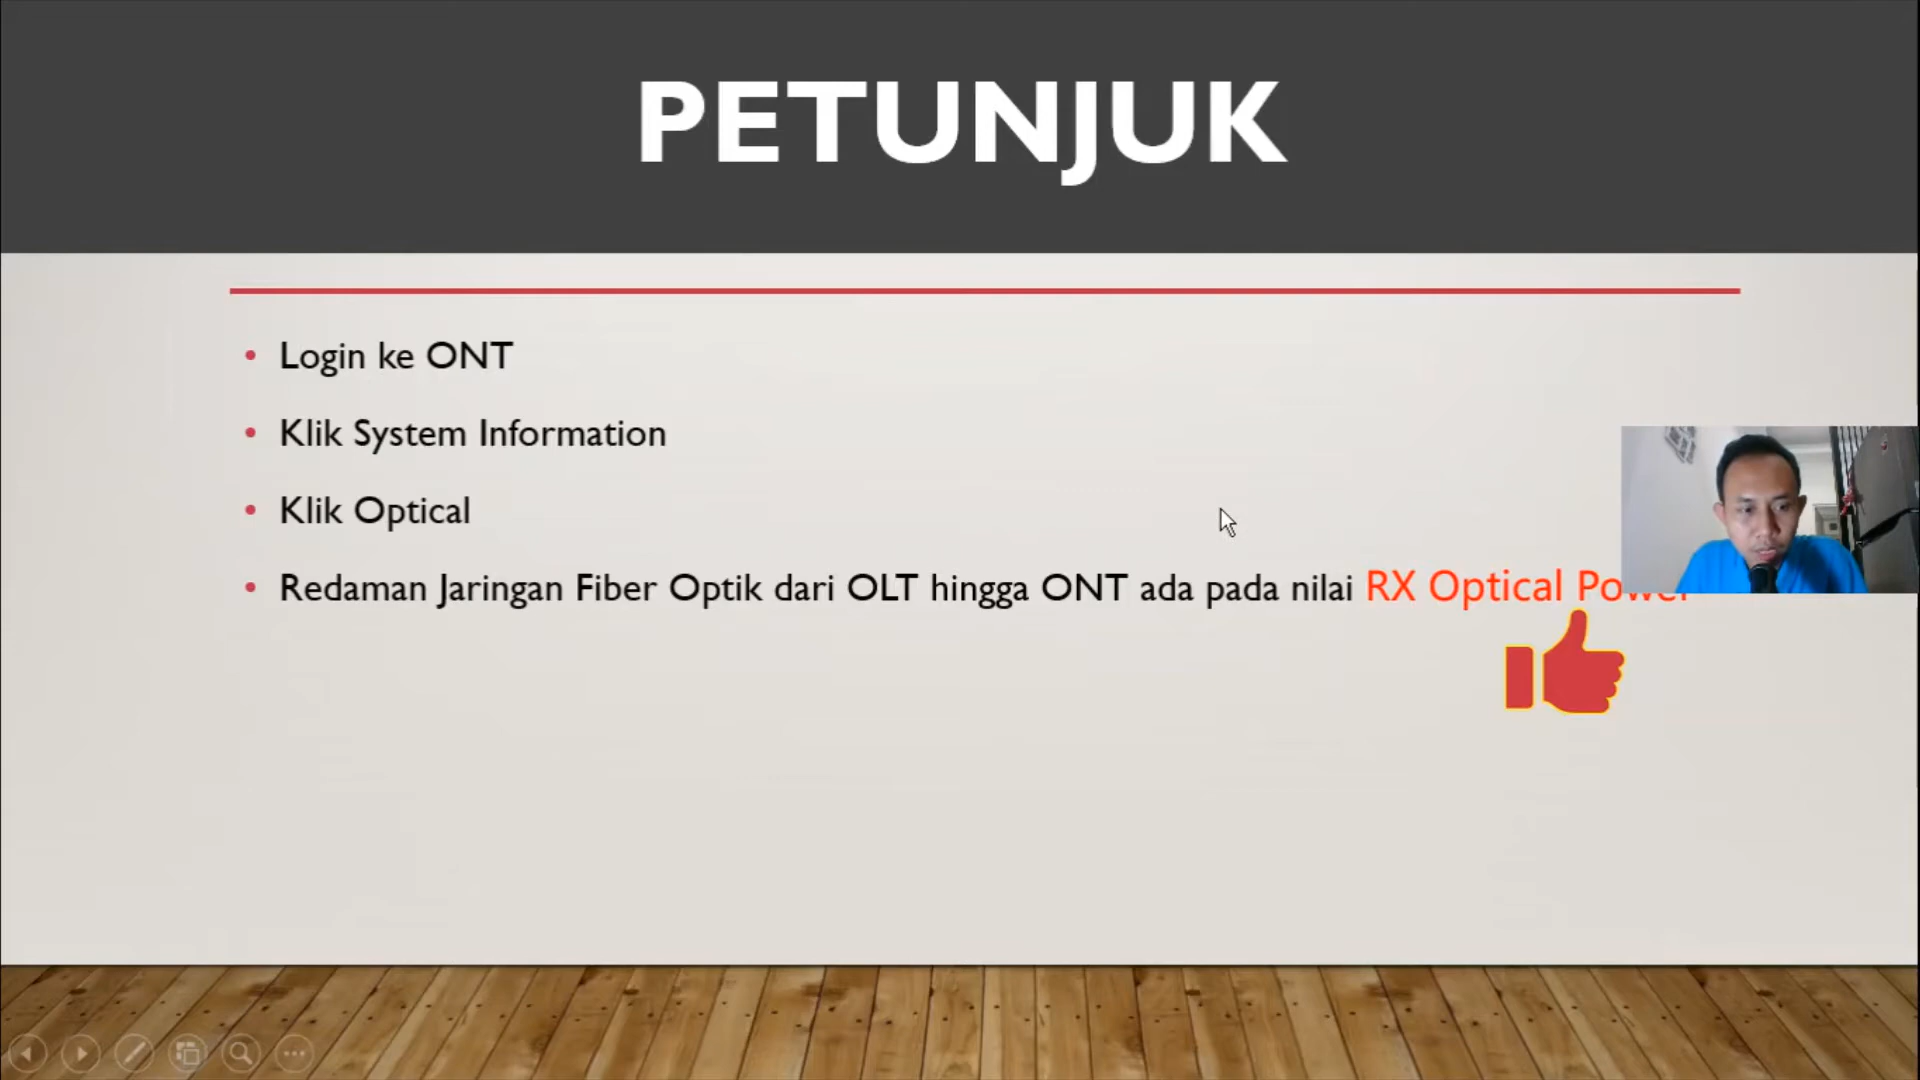 PETUNJUK
Login ke ONT
Klik System Information
Klik Optical
Redaman Jaringan Fiber Optik dari OLT hingga ONT ada pada nilai RX Optical Power